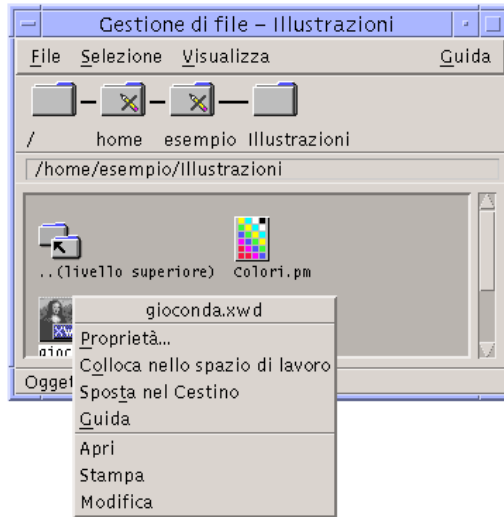 Gestione di file – Illustrazioni
File Selezione Visualizza Guida
/ home esempio Illustrazioni
/home/esempio/Illustrazioni
..(livello superiore) Colori.pm
gioconda.xwd
Proprietà...
Colloca nello spazio di lavoro
Sposta nel Cestino
Guida
Apri
Stampa
Modifica